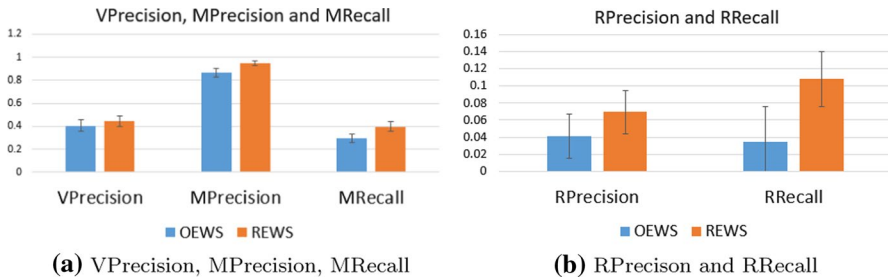 VPrecision, MPrecision and MRecall
1.2
1
0.8
0.6
0.4
0.2
0
VPrecision MPrecision MRecall
OEWS REWS
(a) VPrecision, MPrecision, MRecall
RPrecision and RRecall
0.16
0.14
0.12
0.1
0.08
0.06
0.04
0.02
0
RPrecision RRecall
OEWS REWS
(b) RPrecison and RRecall